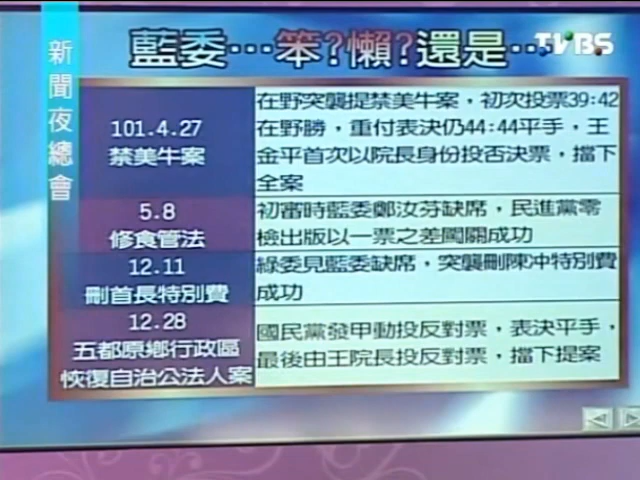 新聞夜總會
藍委…笨?懶?還是…
TVBS
101.4.27
禁美牛案
在野突襲提禁美牛案，初次投票39:42
在野勝，重付表決仍44:44平手，王
金平首次以院長身份投否決票，擋下
全案
5.8
修食管法
初審時藍委鄭汝芬缺席，民進黨零
檢出版以一票之差闖關成功
12.11
刪首長特別費
綠委見藍委缺席，突襲刪陳冲特別費
成功
12.28
五都原鄉行政區
恢復自治公法人案
國民黨發甲動投反對票，表決平手，
最後由王院長投反對票，擋下提案